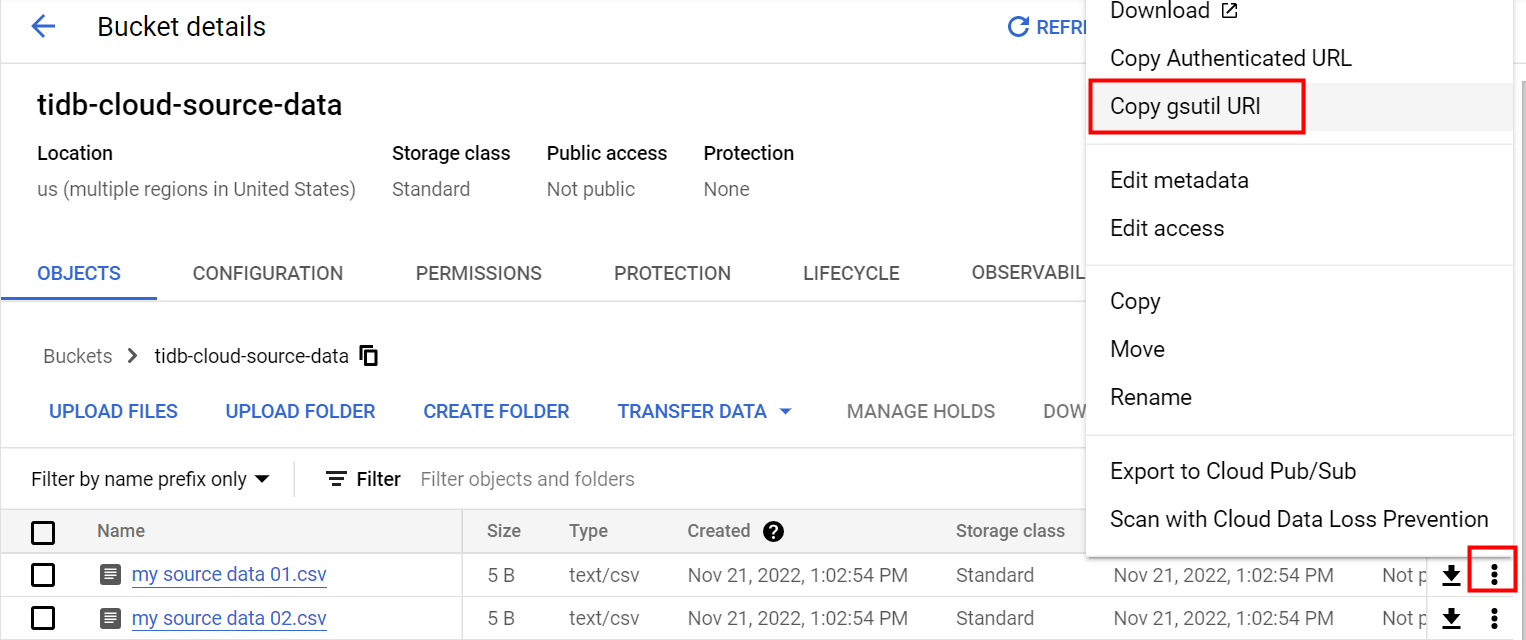 Bucket details
REFR
tidb-cloud-source-data
Location Storage class Public access Protection
us (multiple regions in United States) Standard Not public None
OBJECTS CONFIGURATION PERMISSIONS PROTECTION LIFECYCLE OBSERVABIL
Buckets tidb-cloud-source-data
UPLOAD FILES UPLOAD FOLDER CREATE FOLDER TRANSFER DATA MANAGE HOLDS DOW
Filter by name prefix only Filter Filter objects and folders
Name Size Type Created ? Storage class
my source data 01.csv 5 B text/csv Nov 21, 2022, 1:02:54 PM Standard Nov 21, 2022, 1:02:54 PM Not p
my source data 02.csv 5 B text/csv Nov 21, 2022, 1:02:54 PM Standard Nov 21, 2022, 1:02:54 PM Not p
Download
Copy Authenticated URL
Copy gsutil URI
Edit metadata
Edit access
Copy
Move
Rename
Export to Cloud Pub/Sub
Scan with Cloud Data Loss Prevention